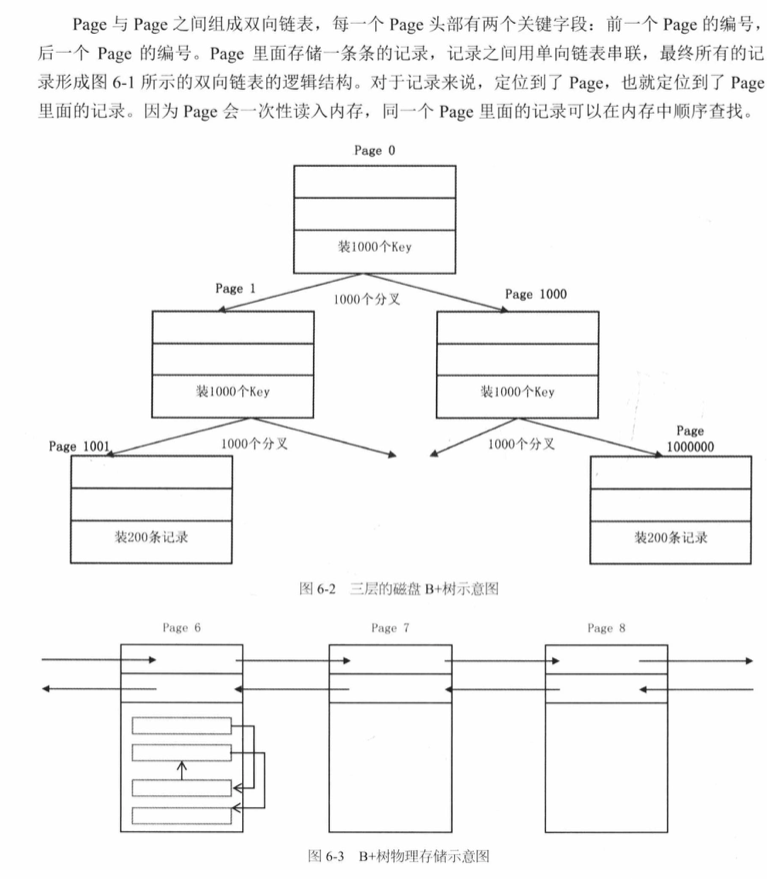 Page 与 Page 之间组成双向链表，每一个 Page 头部有两个关键字段：前一个 Page 的编号，
后一个 Page 的编号。Page 里面存储一条条的记录，记录之间用单向链表串联，最终所有的记
录形成图 6-1 所示的双向链表的逻辑结构。对于记录来说，定位到了 Page，也就定位到了 Page
里面的记录。因为 Page 会一次性读入内存，同一个 Page 里面的记录可以在内存中顺序查找。
Page 0
装1000个Key
1000个分叉
Page 1
Page 1000
装1000个Key
装1000个Key
1000个分叉
1000个分叉
Page 1001
Page
1000000
装200条记录
装200条记录
图 6-2 三层的磁盘 B+树示意图
Page 6
Page 7
Page 8
图 6-3 B+树物理存储示意图